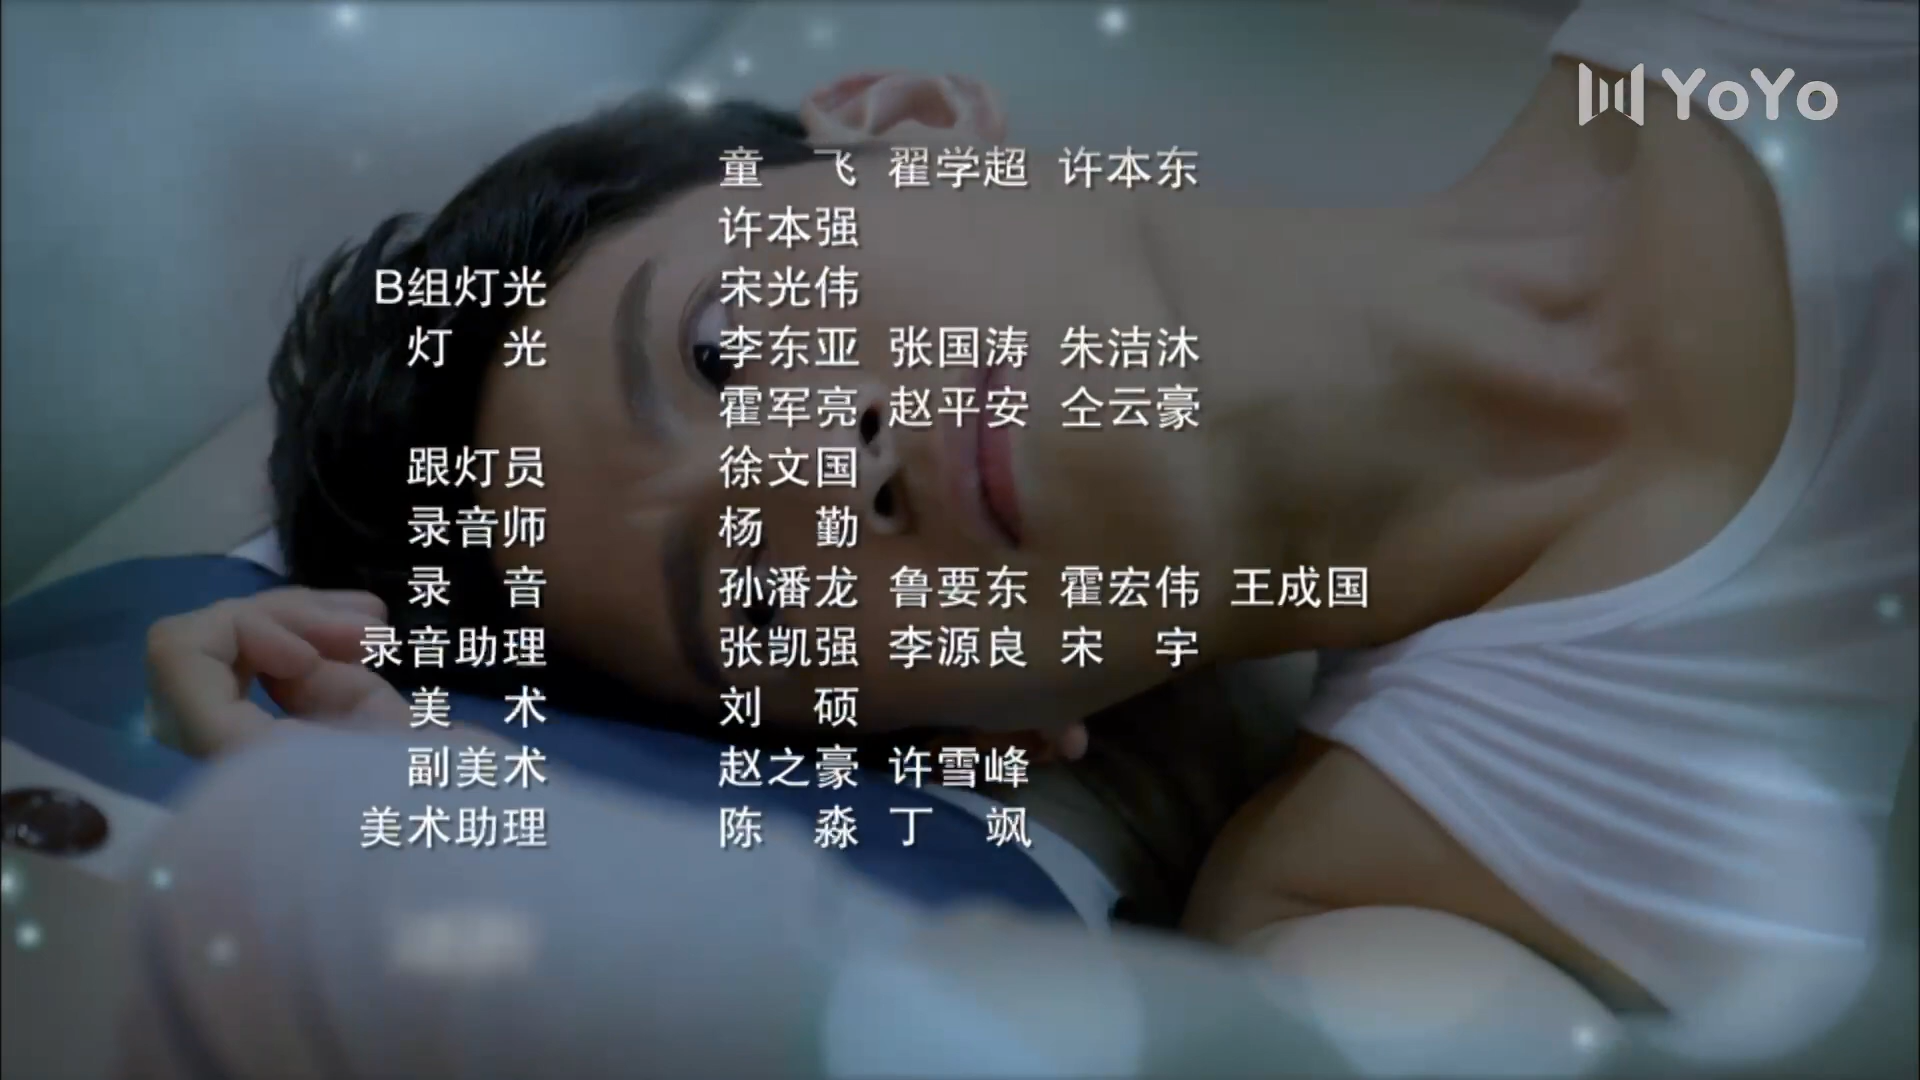 YoYo
童 飞 翟学超 许本东
许本强
B组灯光 宋光伟
灯 光 李东亚 张国涛 朱洁沐
霍军亮 赵平安 仝云豪
跟灯员 徐文国
录音师 杨 勤
录 音 孙潘龙 鲁要东 霍宏伟 王成国
录音助理 张凯强 李源良 宋 宇
美 术 刘 硕
副美术 赵之豪 许雪峰
美术助理 陈 淼 丁 飒